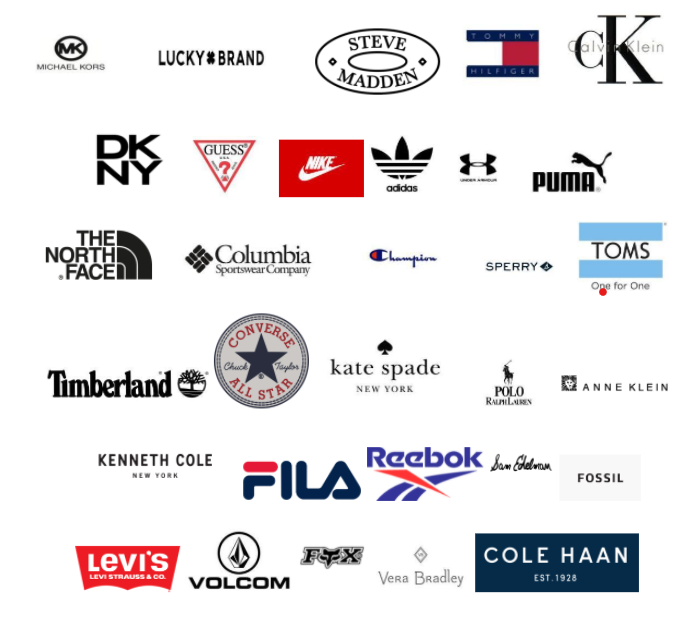 MK
MICHAEL KORS
LUCKY BRAND
STEVE
MADDEN
TOMMY
HILFIGER
cK
Calvin Klein
DK
NY
GUESS
U.S.A.
?
NIKE
adidas
UNDER ARMOUR
PUMA
THE
NORTH
FACE
Columbia
Sportswear Company
Champion
SPERRY
TOMS
One for One
Timberland
CONVERSE
Chuck Taylor
ALL STAR
kate spade
NEW YORK
POLO
RALPH LAUREN
ANNE KLEIN
KENNETH COLE
NEW YORK
FILA
Reebok
Sam Edelman
FOSSIL
LEVI'S
LEVI STRAUSS & CO.
VOLCOM
FOX
VERA BRADLEY
COLE HAAN
EST. 1928